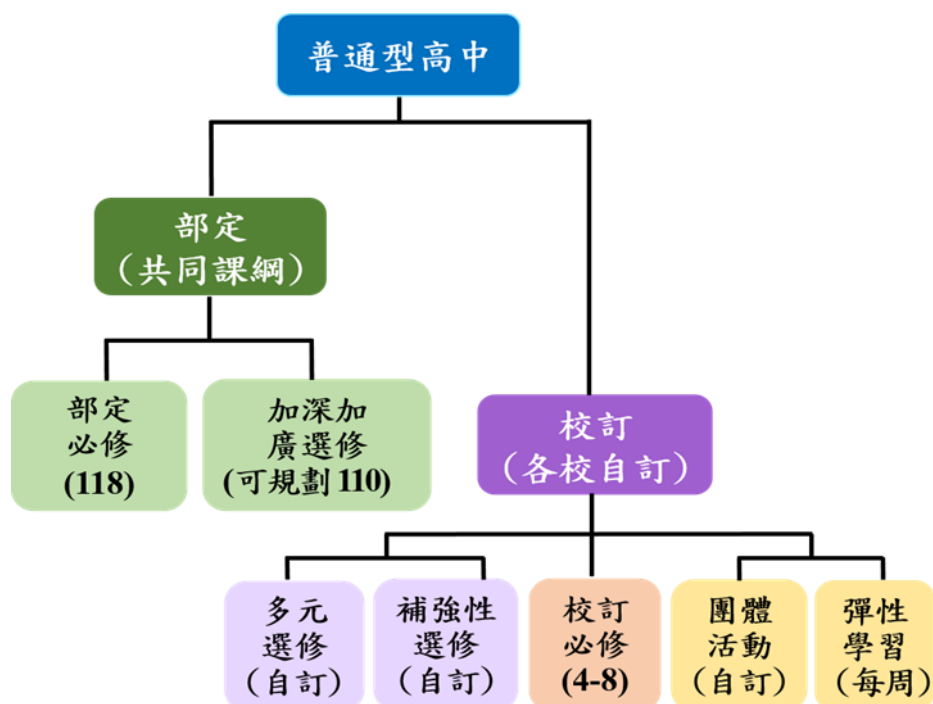 普通型高中
部定
（共同課綱）
部定
必修
(118)
加深加
廣選修
(可規劃110)
校訂
（各校自訂）
多元
選修
（自訂）
補強性
選修
（自訂）
校訂
必修
(4-8)
團體
活動
（自訂）
彈性
學習
（每周）